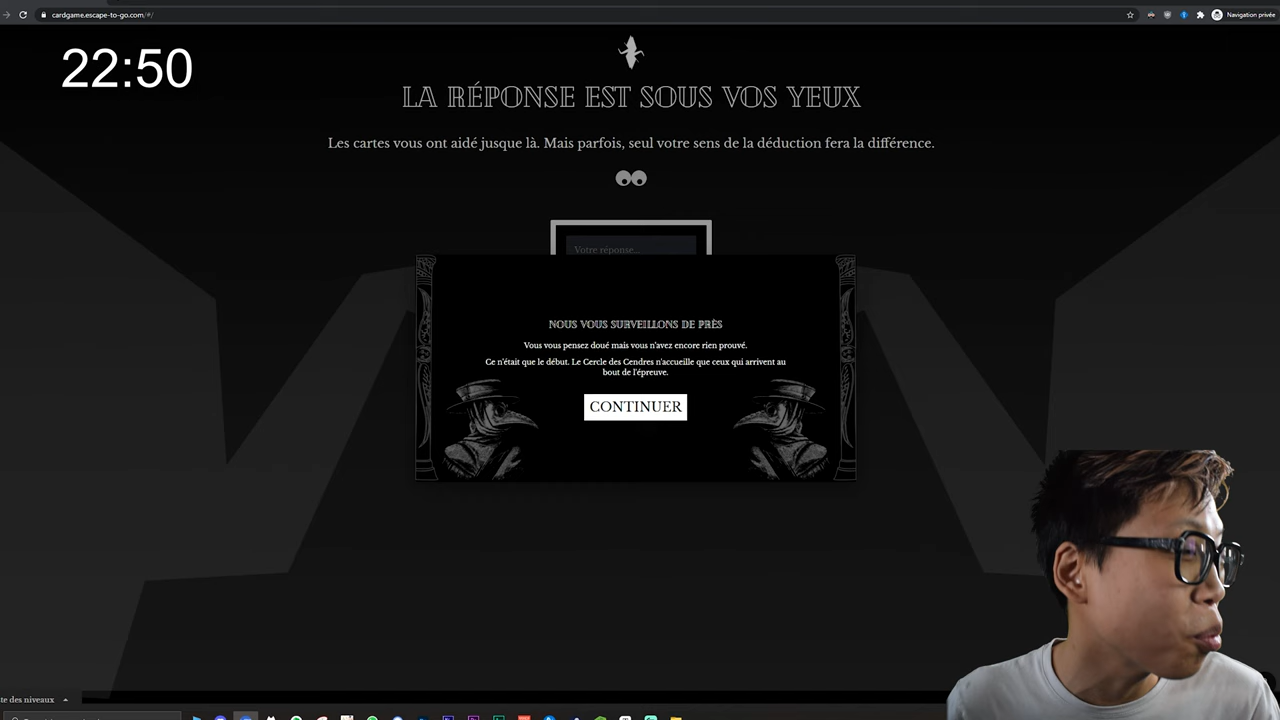 cardgame.escape-to-go.com/#/
Navigation privée
22:50
LA RÉPONSE EST SOUS VOS YEUX
Les cartes vous ont aidé jusque là. Mais parfois, seul votre sens de la déduction fera la différence.
Votre réponse...
NOUS VOUS SURVEILLONS DE PRÈS
Vous vous pensez doué mais vous n'avez encore rien prouvé.
Ce n'était que le début. Le Cercle des Cendres n'accueille que ceux qui arrivent au
bout de l'épreuve.
CONTINUER
te des niveaux